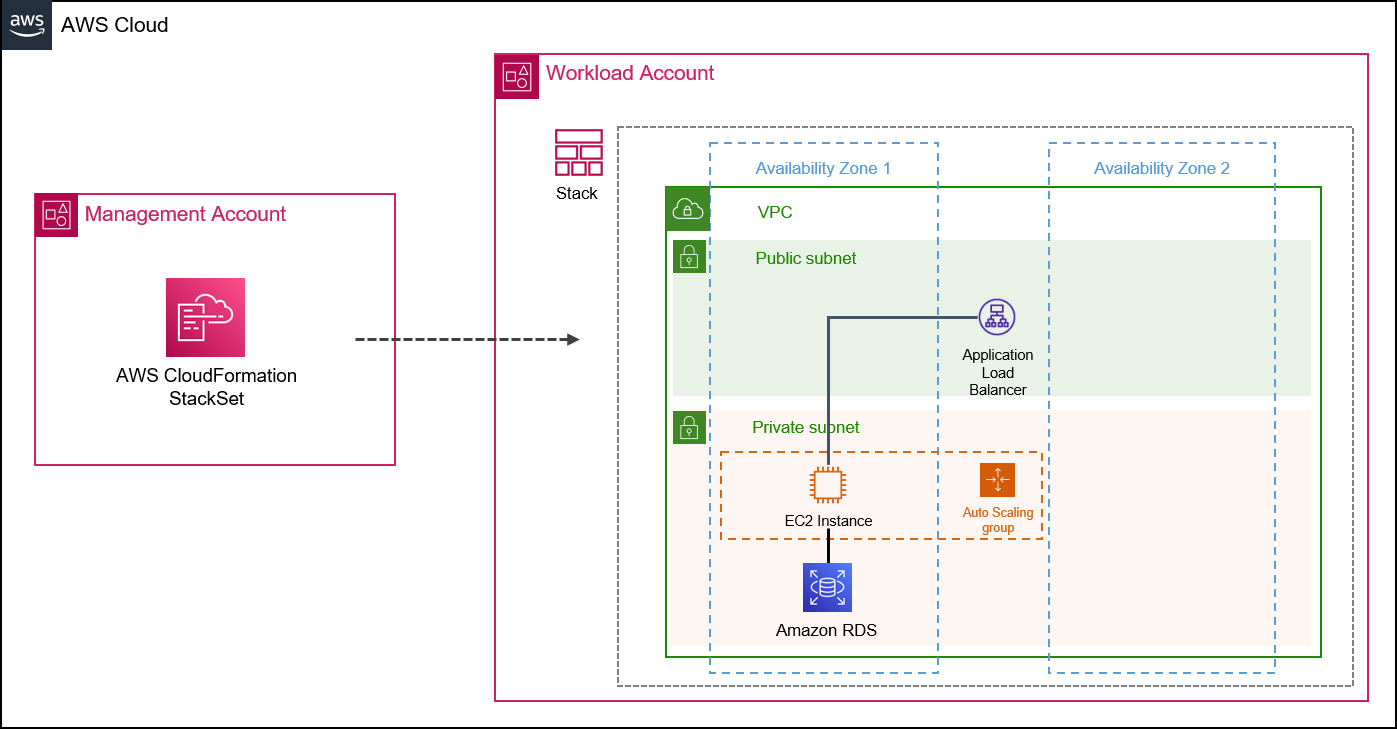 aws
AWS Cloud
Workload Account
Stack
Availability Zone 1
Availability Zone 2
Management Account
VPC
Public subnet
AWS CloudFormation
StackSet
Application
Load
Balancer
Private subnet
EC2 Instance
Auto Scaling
group
Amazon RDS